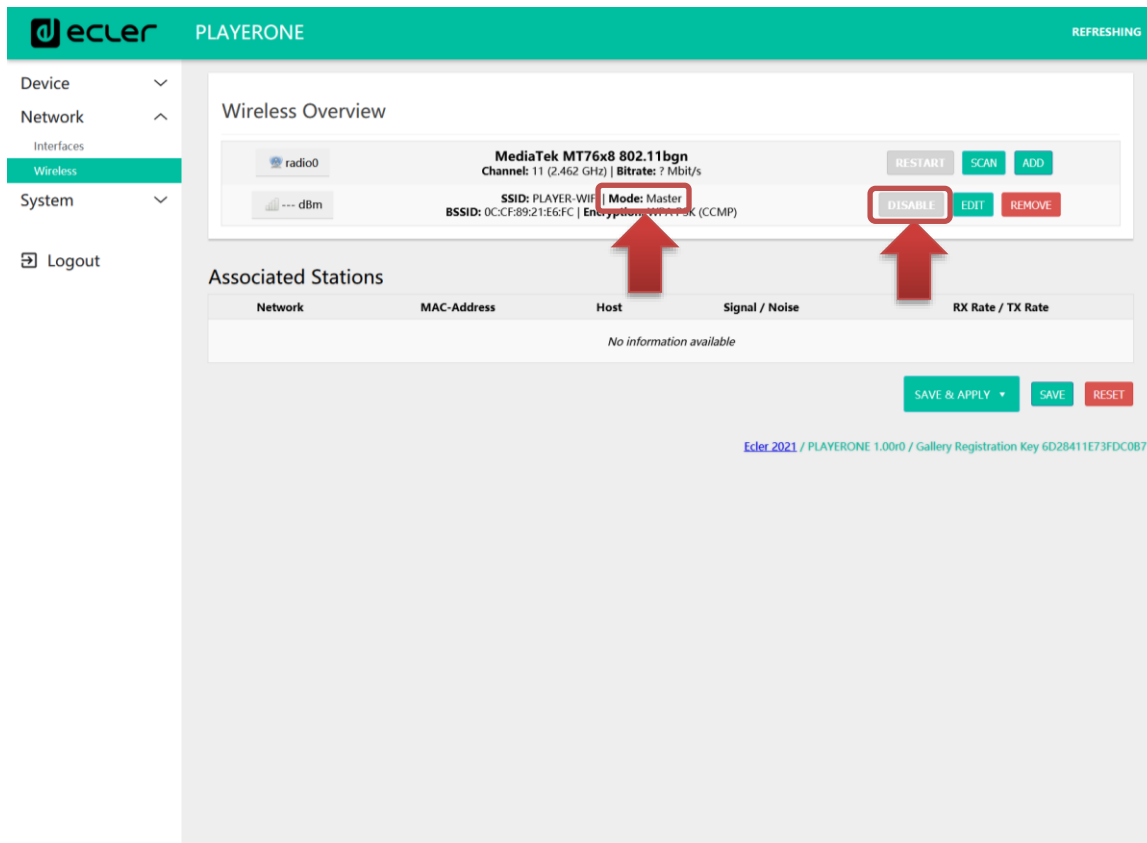 ecler
PLAYERONE
REFRESHING
Device
Network
Interfaces
Wireless
System
Logout
Wireless Overview
radio0
MediaTek MT76x8 802.11bgn
Channel: 11 (2.462 GHz) | Bitrate: ? Mbit/s
RESTART SCAN ADD
--- dBm
SSID: PLAYER-WIFI | Mode: Master
BSSID: 0C:CF:89:21:E6:FC | Encryption: (CCMP)
DISABLE EDIT REMOVE
Associated Stations
Network MAC-Address Host Signal / Noise RX Rate / TX Rate
No information available
SAVE & APPLY SAVE RESET
Ecler 2021 / PLAYERONE 1.00r0 / Gallery Registration Key 6D28411E73FDC0B7